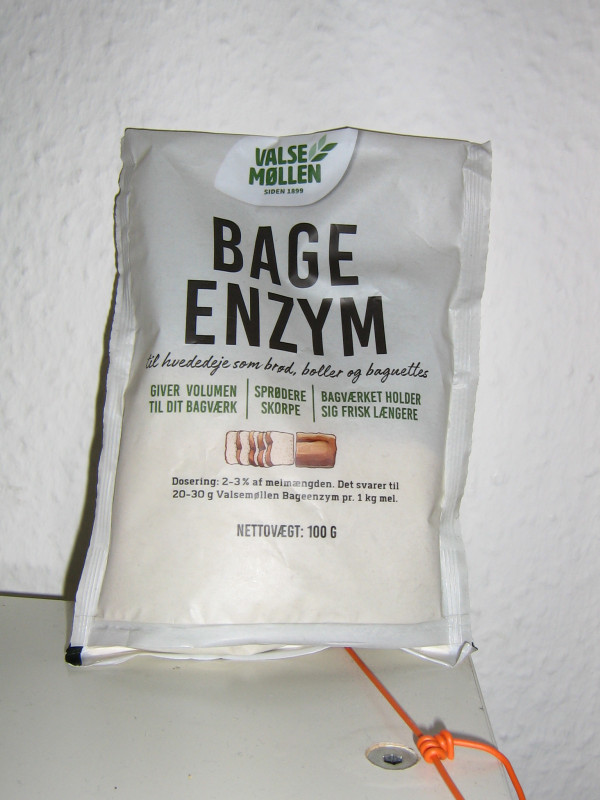 VALSE
MØLLEN
SIDEN 1899
BAGE
ENZYM
til hvededeje som brød, boller og baguettes
GIVER VOLUMEN
TIL DIT BAGVÆRK
SPRØDERE
SKORPE
BAGVÆRKET HOLDER
SIG FRISK LÆNGERE
Dosering: 2-3% af melmængden. Det svarer til
20-30 g Valsemøllen Bageenzym pr. 1 kg mel.
NETTOVÆGT: 100 G